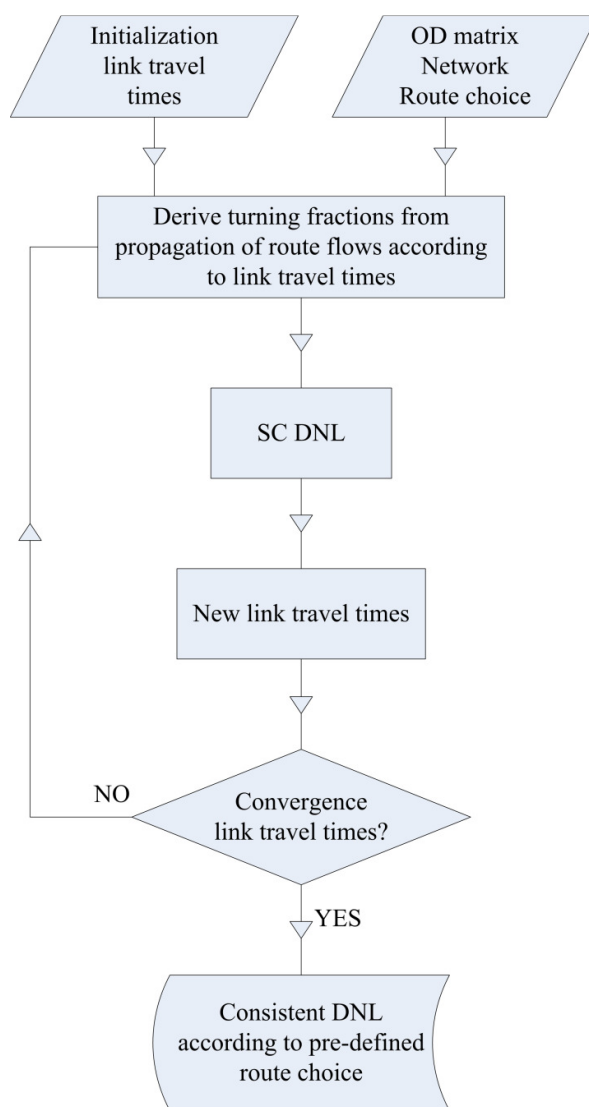 Initialization
link travel
times
OD matrix
Network
Route choice
Derive turning fractions from
propagation of route flows according
to link travel times
SC DNL
New link travel times
NO
Convergence
link travel times?
YES
Consistent DNL
according to pre-defined
route choice